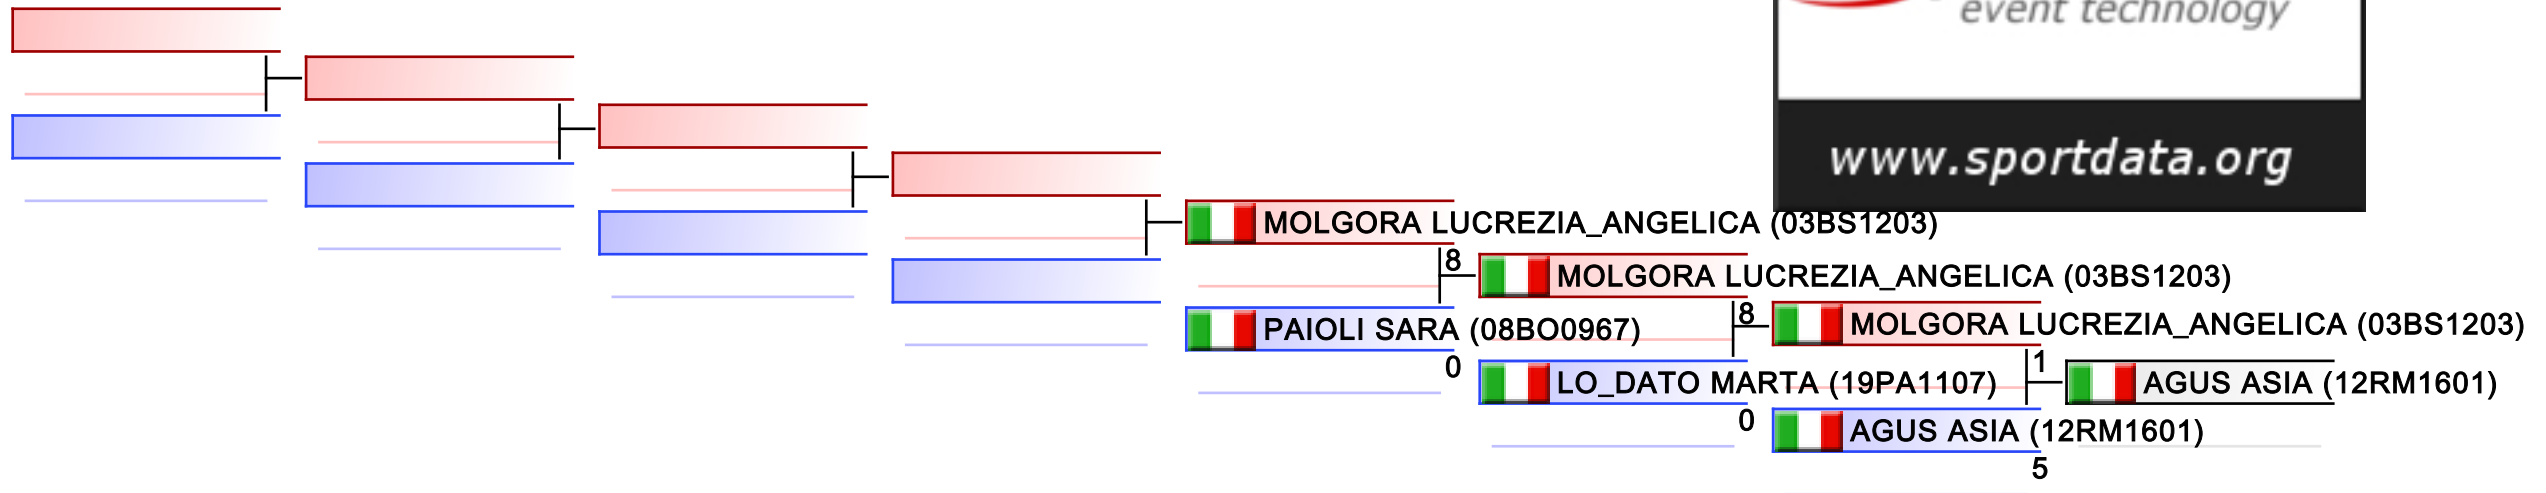 event technology
www.sportdata.org
MOLGORA LUCREZIA_ANGELICA (03BS1203)
8
MOLGORA LUCREZIA_ANGELICA (03BS1203)
PAIOLI SARA (08BO0967)
8
MOLGORA LUCREZIA_ANGELICA (03BS1203)
0
LO_DATO MARTA (19PA1107)
1
AGUS ASIA (12RM1601)
0
AGUS ASIA (12RM1601)
5